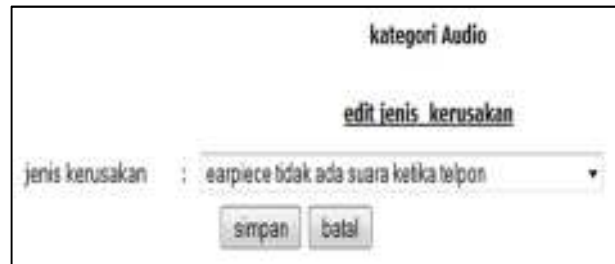 kategori Audio
edit jenis kerusakan
jenis kerusakan : earpiece tidak ada suara ketika telpon
simpan batal